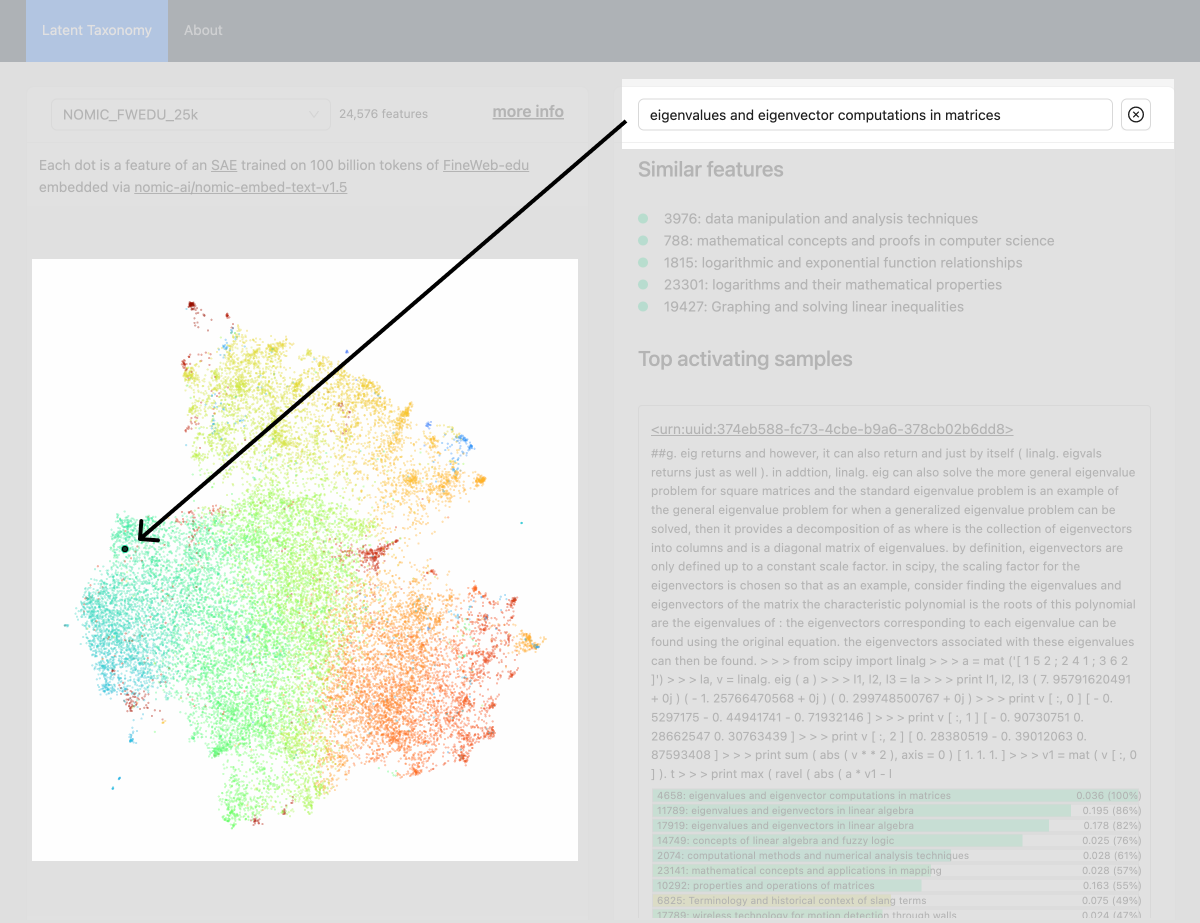 Latent Taxonomy
About
NOMIC_FWEDU_25k
24,576 features
more info
Each dot is a feature of an SAE trained on 100 billion tokens of FineWeb-edu
embedded via nomic-ai/nomic-embed-text-v1.5
eigenvalues and eigenvector computations in matrices
Similar features
3976: data manipulation and analysis techniques
788: mathematical concepts and proofs in computer science
1815: logarithmic and exponential function relationships
23301: logarithms and their mathematical properties
19427: Graphing and solving linear inequalities
Top activating samples
<urn:uuid:374eb588-fc73-4cbe-b9a6-378cb02b6dd8>
##g. eig returns and however, it can also return and just by itself ( linalg. eigvals
returns just as well ). in addtion, linalg. eig can also solve the more general eigenvalue
problem for square matrices and the standard eigenvalue problem is an example of
the general eigenvalue problem for when a generalized eigenvalue problem can be
solved, then it provides a decomposition of as where is the collection of eigenvectors
into columns and is a diagonal matrix of eigenvalues. by definition, eigenvectors are
only defined up to a constant scale factor. in scipy, the scaling factor for the
eigenvectors is chosen so that as an example, consider finding the eigenvalues and
eigenvectors of the matrix the characteristic polynomial is the roots of this polynomial
are the eigenvalues of : the eigenvectors corresponding to each eigenvalue can be
found using the original equation. the eigenvectors associated with these eigenvalues
can then be found. > > > from scipy import linalg > > > a = mat ('[ 1 5 2 ; 2 4 1 ; 3 6 2
]') > > > la, v = linalg. eig ( a ) > > > l1, l2, l3 = la > > > print l1, l2, l3 ( 7. 95791620491
+ 0j ) ( - 1. 25766470568 + 0j ) ( 0. 299748500767 + 0j ) > > > print v [ :, 0 ] [ - 0.
5297175 - 0. 44941741 - 0. 71932146 ] > > > print v [ :, 1 ] [ - 0. 90730751 0.
28662547 0. 30763439 ] > > > print v [ :, 2 ] [ 0. 28380519 - 0. 39012063 0.
87593408 ] > > > print sum ( abs ( v * * 2 ), axis = 0 ) [ 1. 1. 1. ] > > > v1 = mat ( v [ :, 0
] ). t > > > print max ( ravel ( abs ( a * v1 - l
4658: eigenvalues and eigenvector computations in matrices 0.036 (100%)
11789: eigenvalues and eigenvectors in linear algebra 0.195 (86%)
17919: eigenvalues and eigenvectors in linear algebra 0.178 (82%)
14749: concepts of linear algebra and fuzzy logic 0.025 (76%)
2074: computational methods and numerical analysis techniques 0.028 (61%)
23141: mathematical concepts and applications in mapping 0.028 (57%)
10292: properties and operations of matrices 0.163 (55%)
6825: Terminology and historical context of slang terms 0.075 (49%)
17789: wireless technology for motion detection through walls 0.024 (47%)